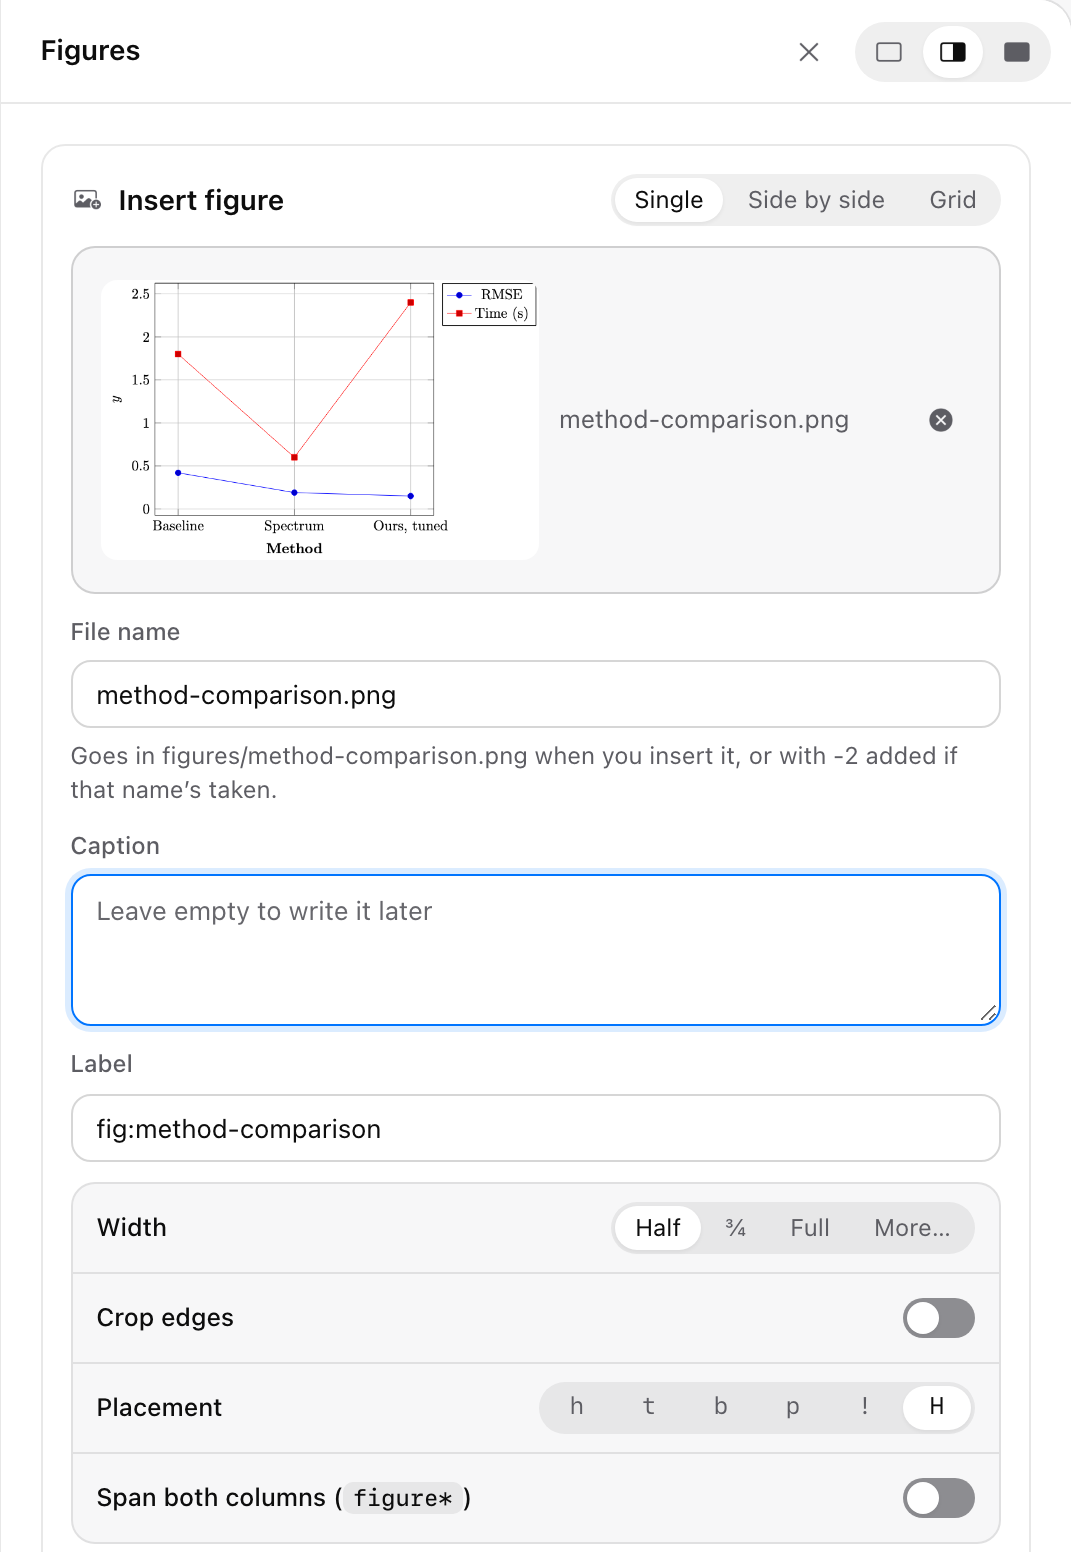 Figures
Insert figure
Single
Side by side
Grid
2.5
2
1.5
1
0.5
0
y
Baseline
Spectrum
Ours, tuned
Method
RMSE
Time (s)
method-comparison.png
File name
method-comparison.png
Goes in figures/method-comparison.png when you insert it, or with -2 added if
that name’s taken.
Caption
Leave empty to write it later
Label
fig:method-comparison
Width
Half
¾
Full
More...
Crop edges
Placement
h
t
b
p
!
H
Span both columns ( figure* )